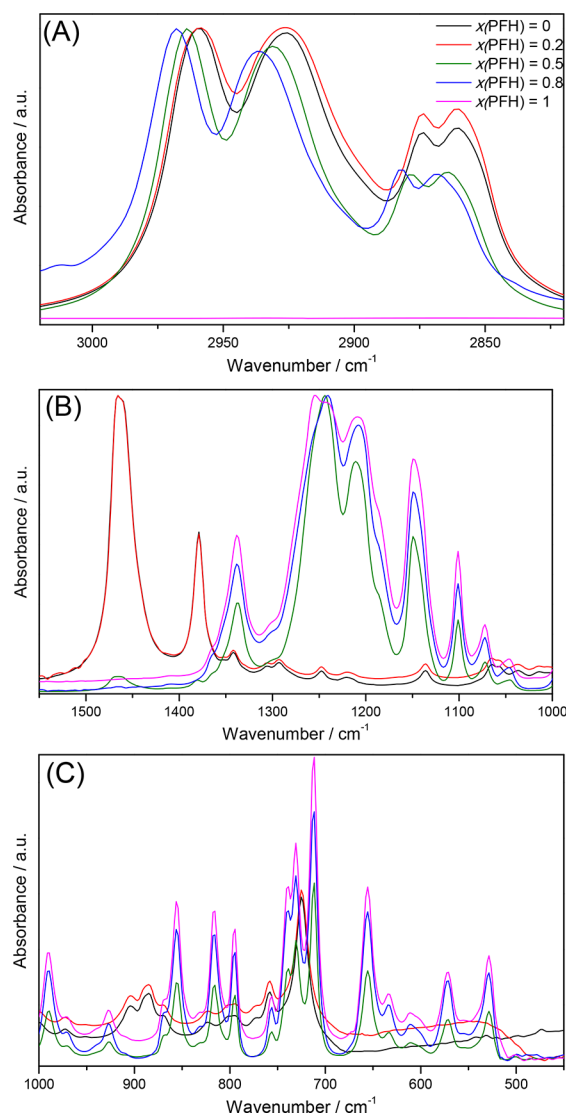 (A)
x(PFH) = 0
x(PFH) = 0.2
x(PFH) = 0.5
x(PFH) = 0.8
x(PFH) = 1
Absorbance / a.u.
3000 2950 2900 2850
Wavenumber / cm-1
(B)
Absorbance / a.u.
1500 1400 1300 1200 1100 1000
Wavenumber / cm-1
(C)
Absorbance / a.u.
1000 900 800 700 600 500
Wavenumber / cm-1